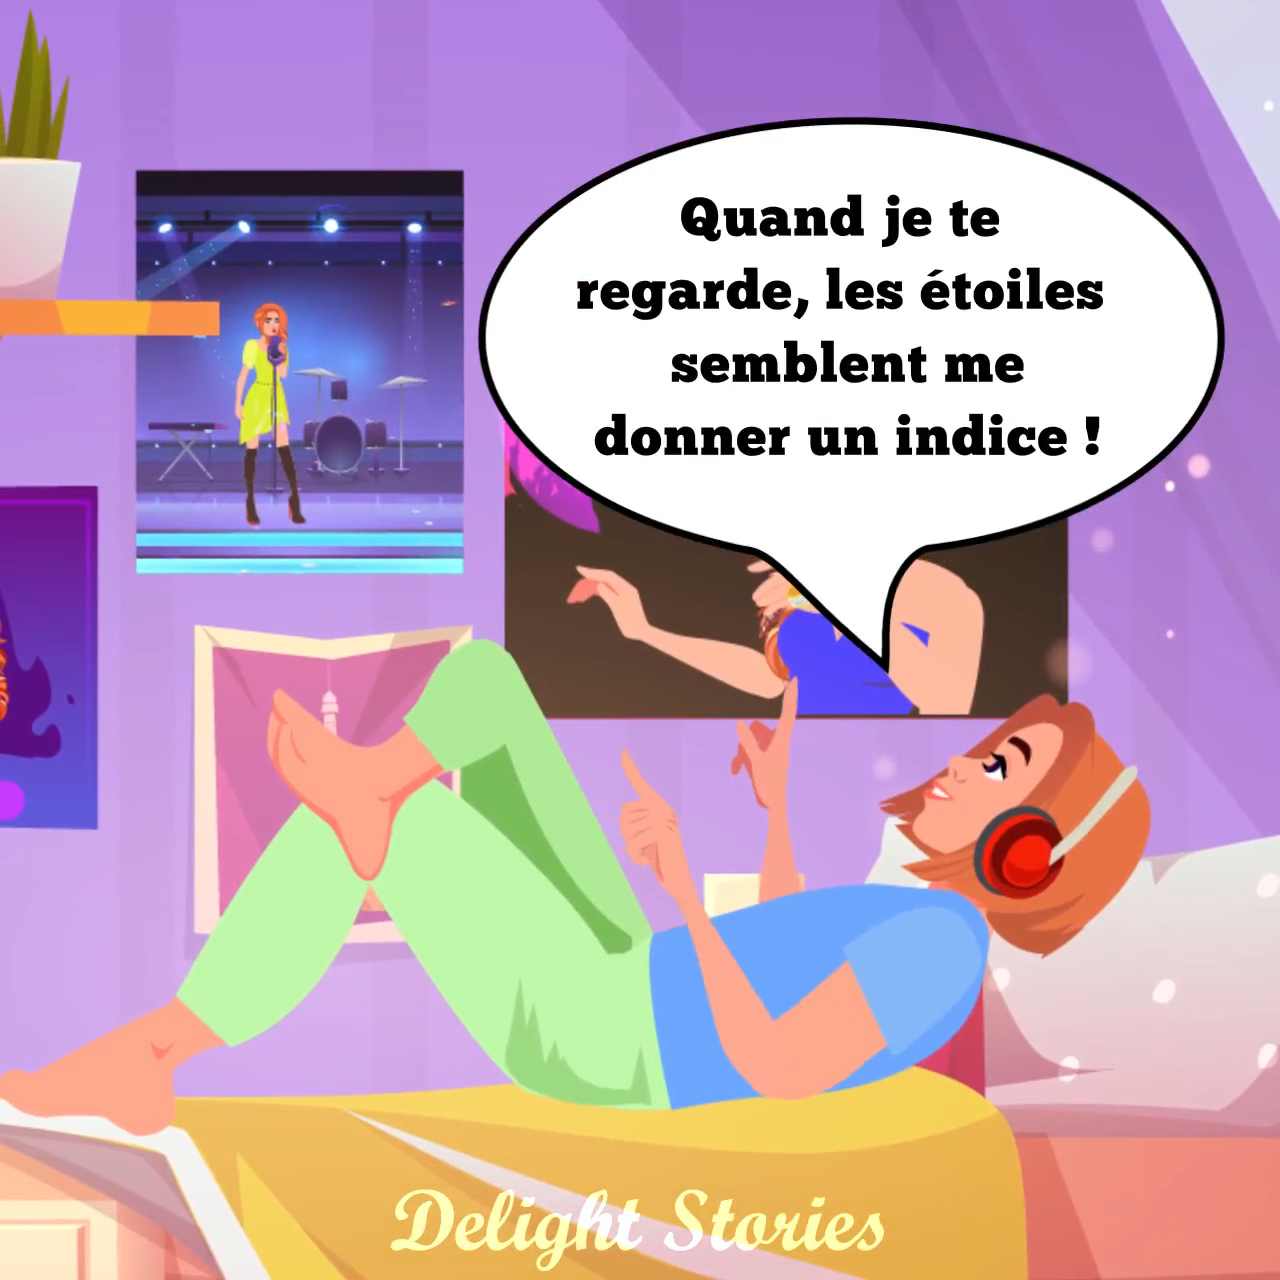 Quand je te
regarde, les étoiles
semblent me
donner un indice !
Delight Stories